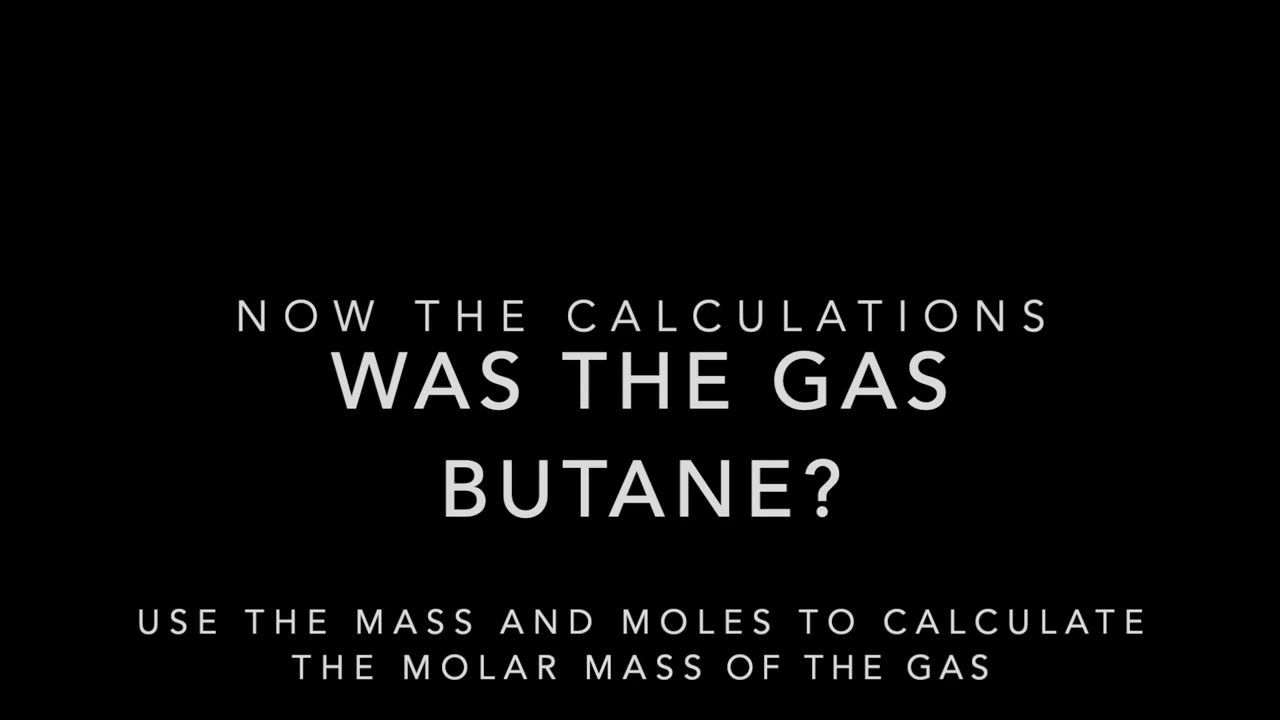 NOW THE CALCULATIONS
WAS THE GAS
BUTANE?
USE THE MASS AND MOLES TO CALCULATE
THE MOLAR MASS OF THE GAS